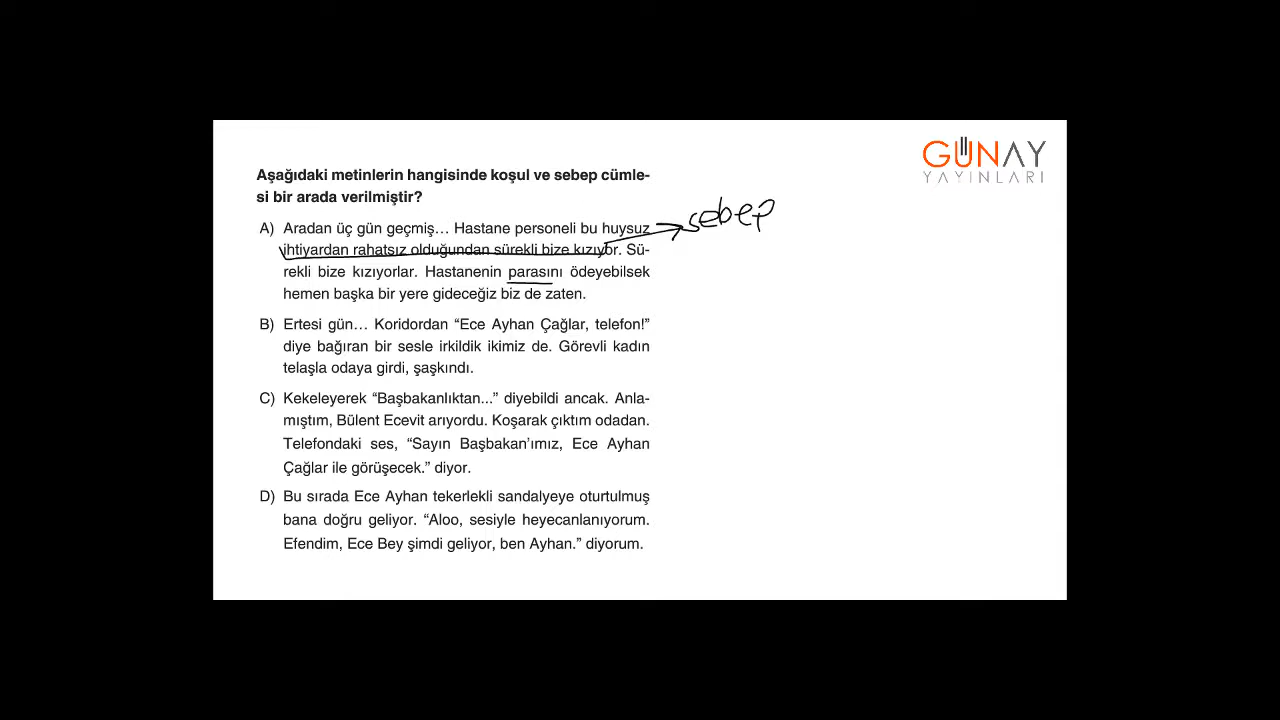 GÜNAY
YAYINLARI
Aşağıdaki metinlerin hangisinde koşul ve sebep cümle-
si bir arada verilmiştir?
A) Aradan üç gün geçmiş... Hastane personeli bu huysuz
ihtiyardan rahatsız olduğundan sürekli bize kızıyor. Sü-
rekli bize kızıyorlar. Hastanenin parasını ödeyebilsek
hemen başka bir yere gideceğiz biz de zaten.
sebep
B) Ertesi gün... Koridordan “Ece Ayhan Çağlar, telefon!”
diye bağıran bir sesle irkildik ikimiz de. Görevli kadın
telaşla odaya girdi, şaşkındı.
C) Kekeleyerek “Başbakanlıktan...” diyebildi ancak. Anla-
mıştım, Bülent Ecevit arıyordu. Koşarak çıktım odadan.
Telefondaki ses, “Sayın Başbakan’ımız, Ece Ayhan
Çağlar ile görüşecek.” diyor.
D) Bu sırada Ece Ayhan tekerlekli sandalyeye oturtulmuş
bana doğru geliyor. “Aloo, sesiyle heyecanlanıyorum.
Efendim, Ece Bey şimdi geliyor, ben Ayhan.” diyorum.